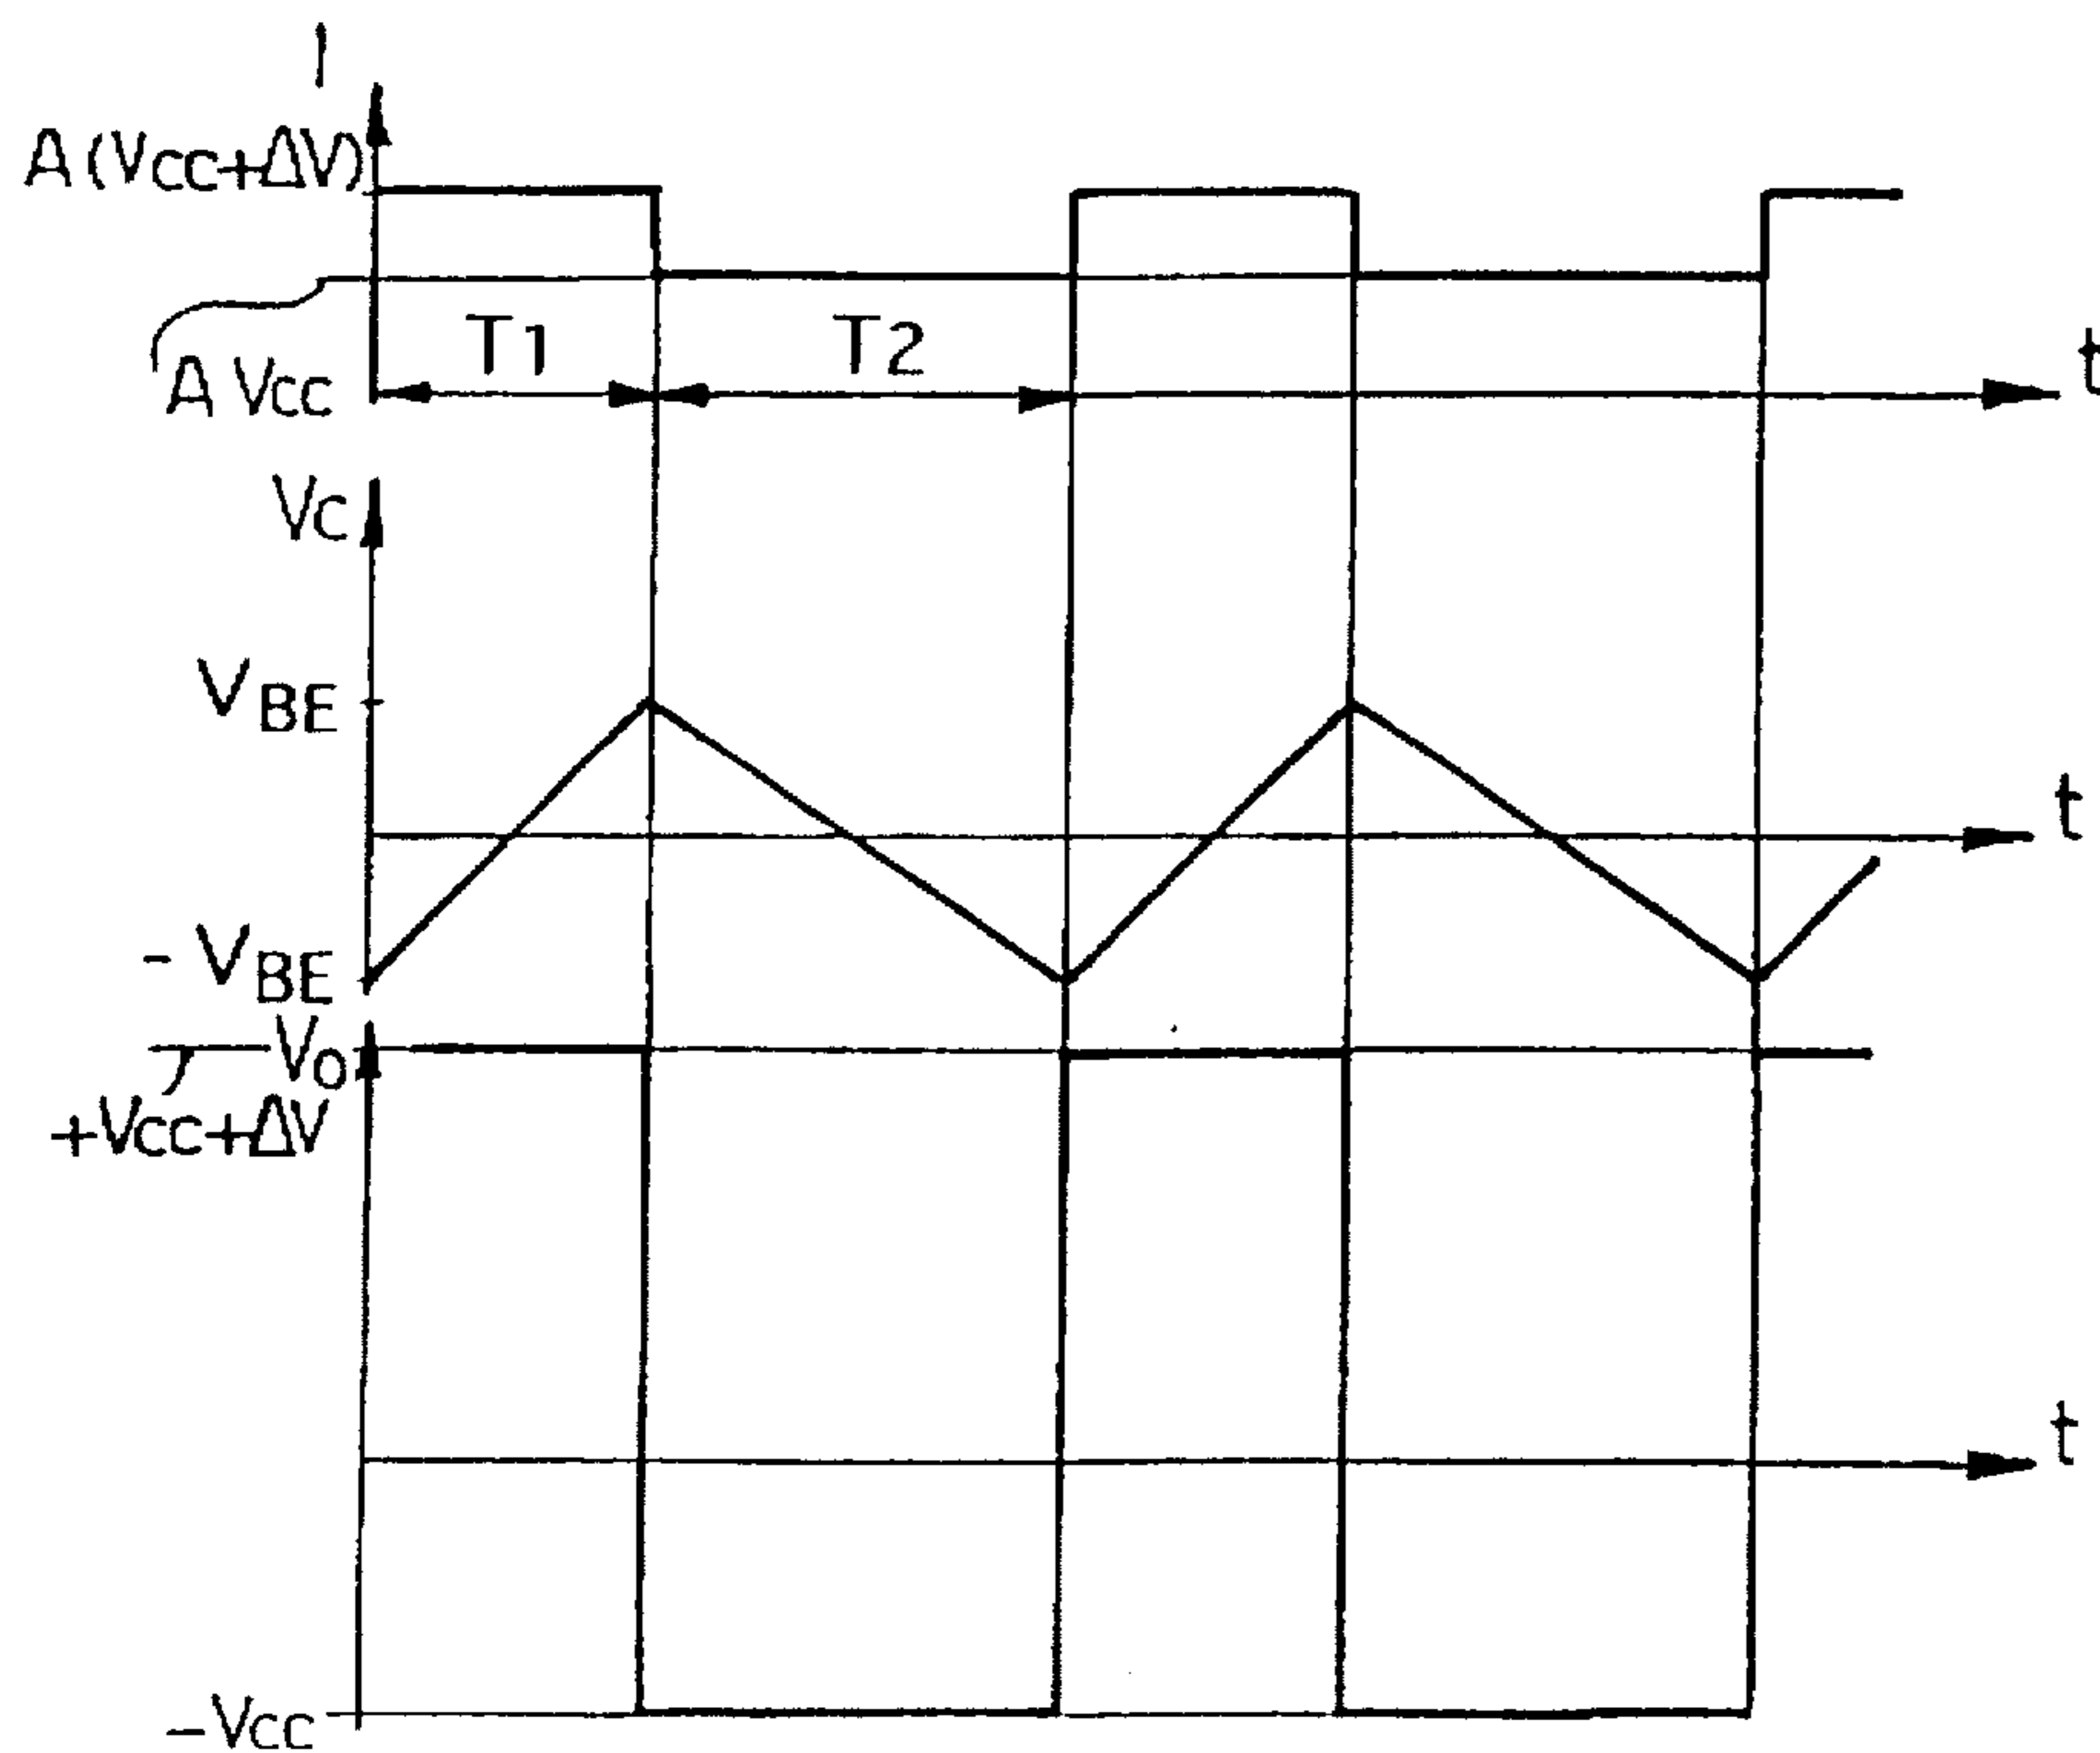 I
A(VCC+ΔV)
T1 T2
t
A VCC
VC
VBE
t
-VBE
VO
+VCC+ΔV
t
-VCC